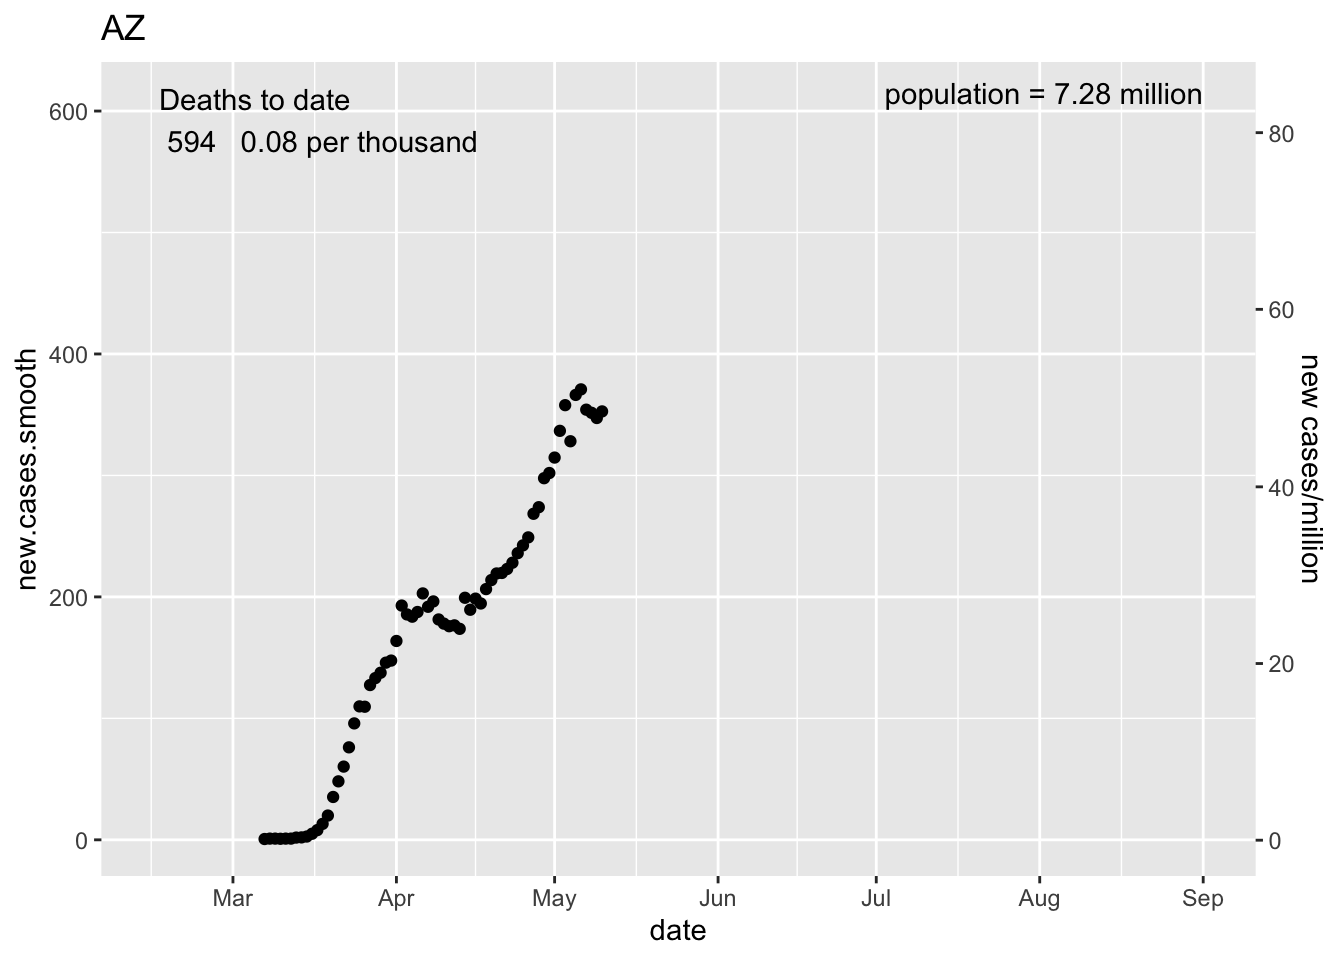 AZ
Deaths to date
594 0.08 per thousand
population = 7.28 million
600
400
200
0
new.cases.smooth
80
60
40
20
0
new cases/million
Mar Apr May Jun Jul Aug Sep
date